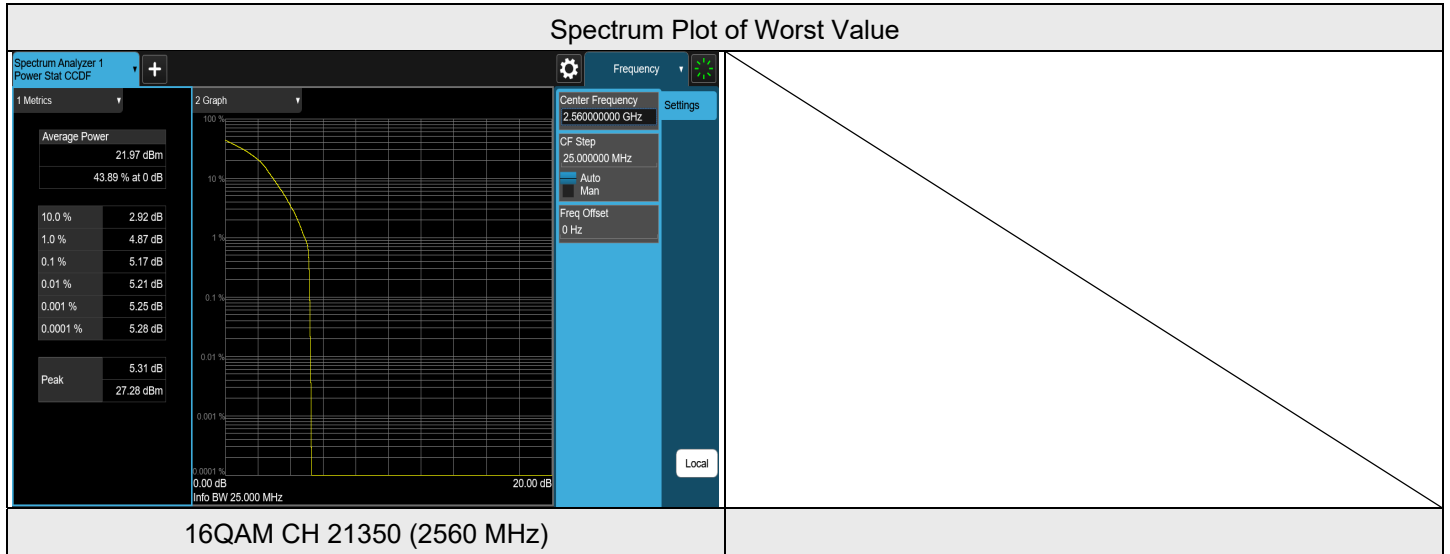 Spectrum Plot of Worst Value
Spectrum Analyzer 1
Power Stat CCDF
+
Frequency
1 Metrics
2 Graph
Average Power
21.97 dBm
43.89 % at 0 dB
10.0 % 2.92 dB
1.0 % 4.87 dB
0.1 % 5.17 dB
0.01 % 5.21 dB
0.001 % 5.25 dB
0.0001 % 5.28 dB
Peak 5.31 dB
27.28 dBm
100 %
10 %
1 %
0.1 %
0.01 %
0.001 %
0.0001 %
0.00 dB 20.00 dB
Info BW 25.000 MHz
Center Frequency
2.560000000 GHz
Settings
CF Step
25.000000 MHz
Auto
Man
Freq Offset
0 Hz
Local
16QAM CH 21350 (2560 MHz)